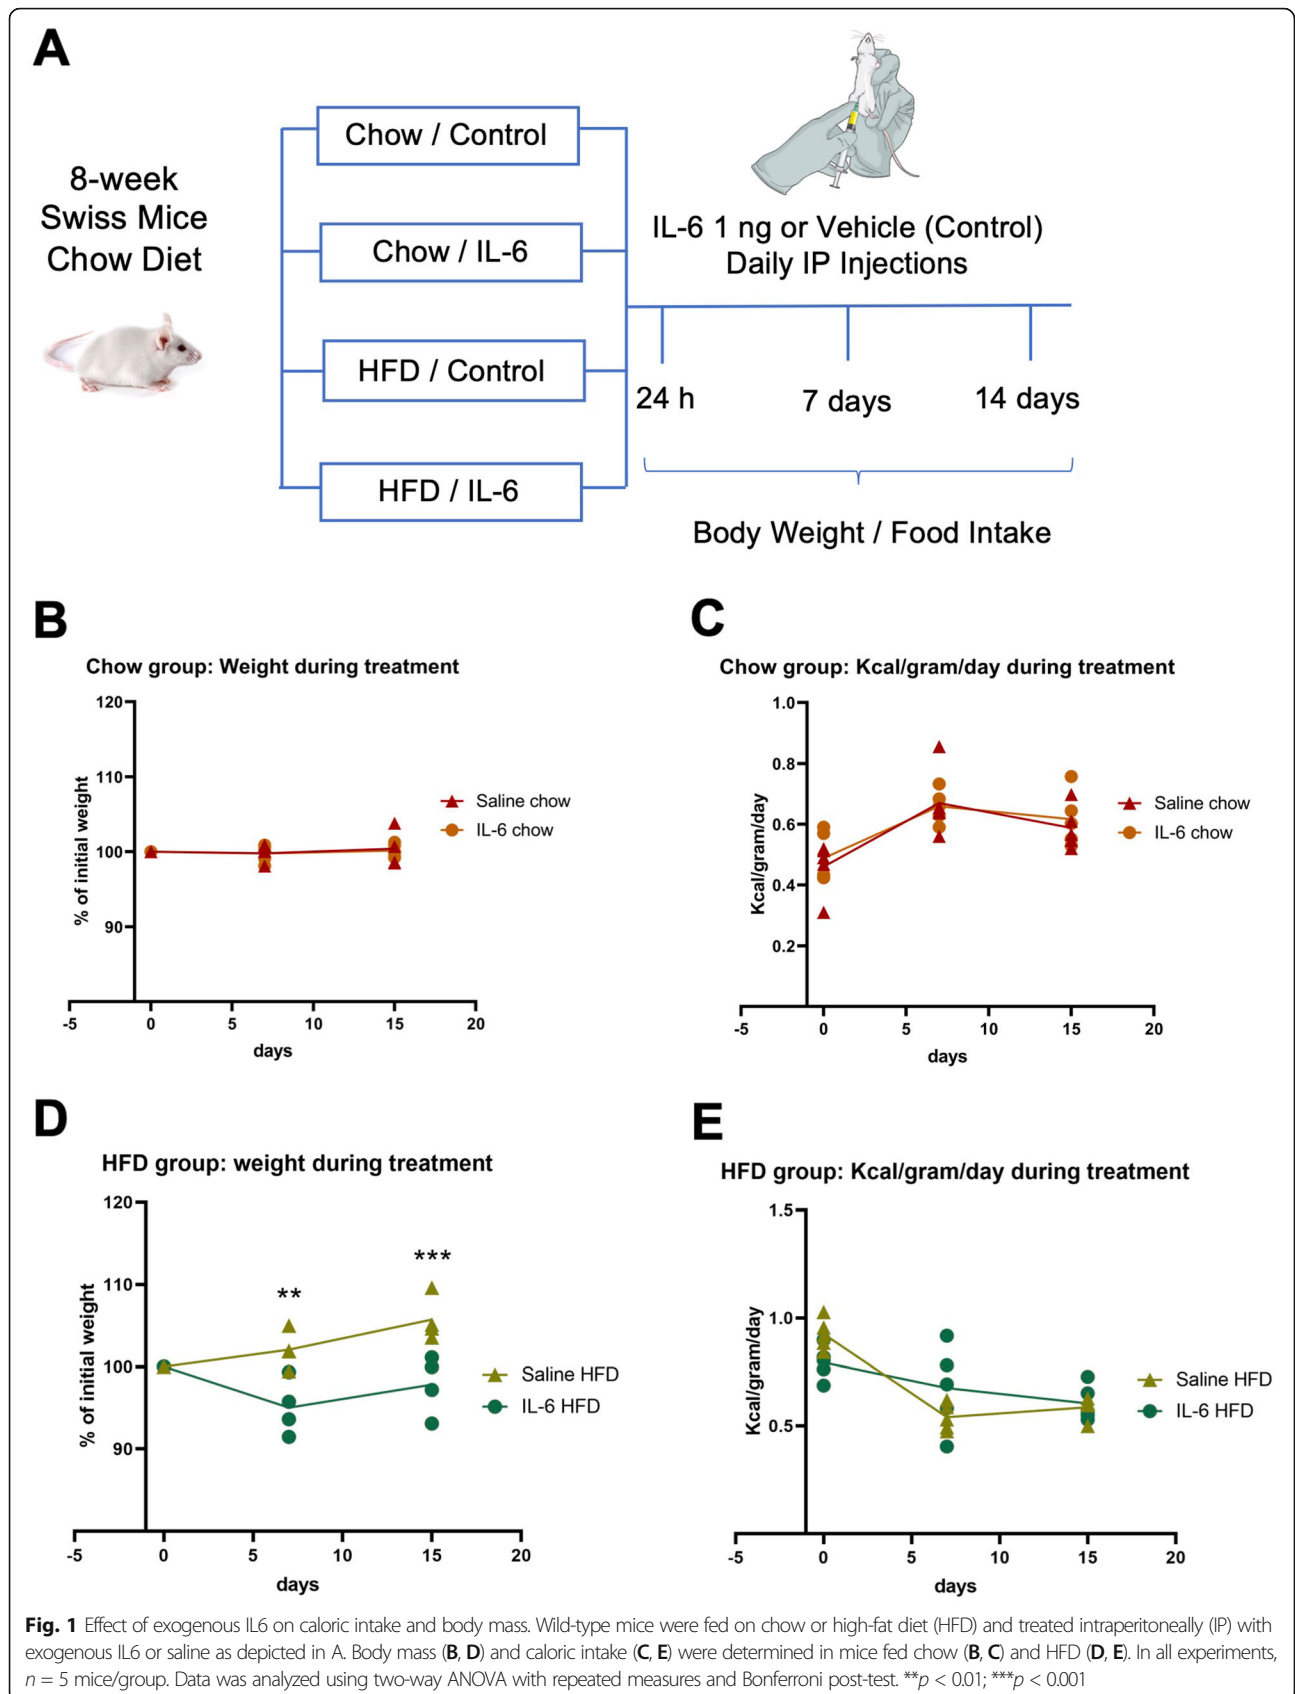 A
8-week
Swiss Mice
Chow Diet
Chow / Control
Chow / IL-6
HFD / Control
HFD / IL-6
IL-6 1 ng or Vehicle (Control)
Daily IP Injections
24 h
7 days
14 days
Body Weight / Food Intake
B
Chow group: Weight during treatment
120
110
100
90
% of initial weight
-5
0
5
10
15
20
days
Saline chow
IL-6 chow
C
Chow group: Kcal/gram/day during treatment
1.0
0.8
0.6
0.4
0.2
Kcal/gram/day
-5
0
5
10
15
20
days
Saline chow
IL-6 chow
D
HFD group: weight during treatment
120
110
100
90
% of initial weight
**
***
-5
0
5
10
15
20
days
Saline HFD
IL-6 HFD
E
HFD group: Kcal/gram/day during treatment
1.5
1.0
0.5
Kcal/gram/day
-5
0
5
10
15
20
days
Saline HFD
IL-6 HFD
Fig. 1 Effect of exogenous IL6 on caloric intake and body mass. Wild-type mice were fed on chow or high-fat diet (HFD) and treated intraperitoneally (IP) with
exogenous IL6 or saline as depicted in A. Body mass (B, D) and caloric intake (C, E) were determined in mice fed chow (B, C) and HFD (D, E). In all experiments,
n = 5 mice/group. Data was analyzed using two-way ANOVA with repeated measures and Bonferroni post-test. **p < 0.01; ***p < 0.001